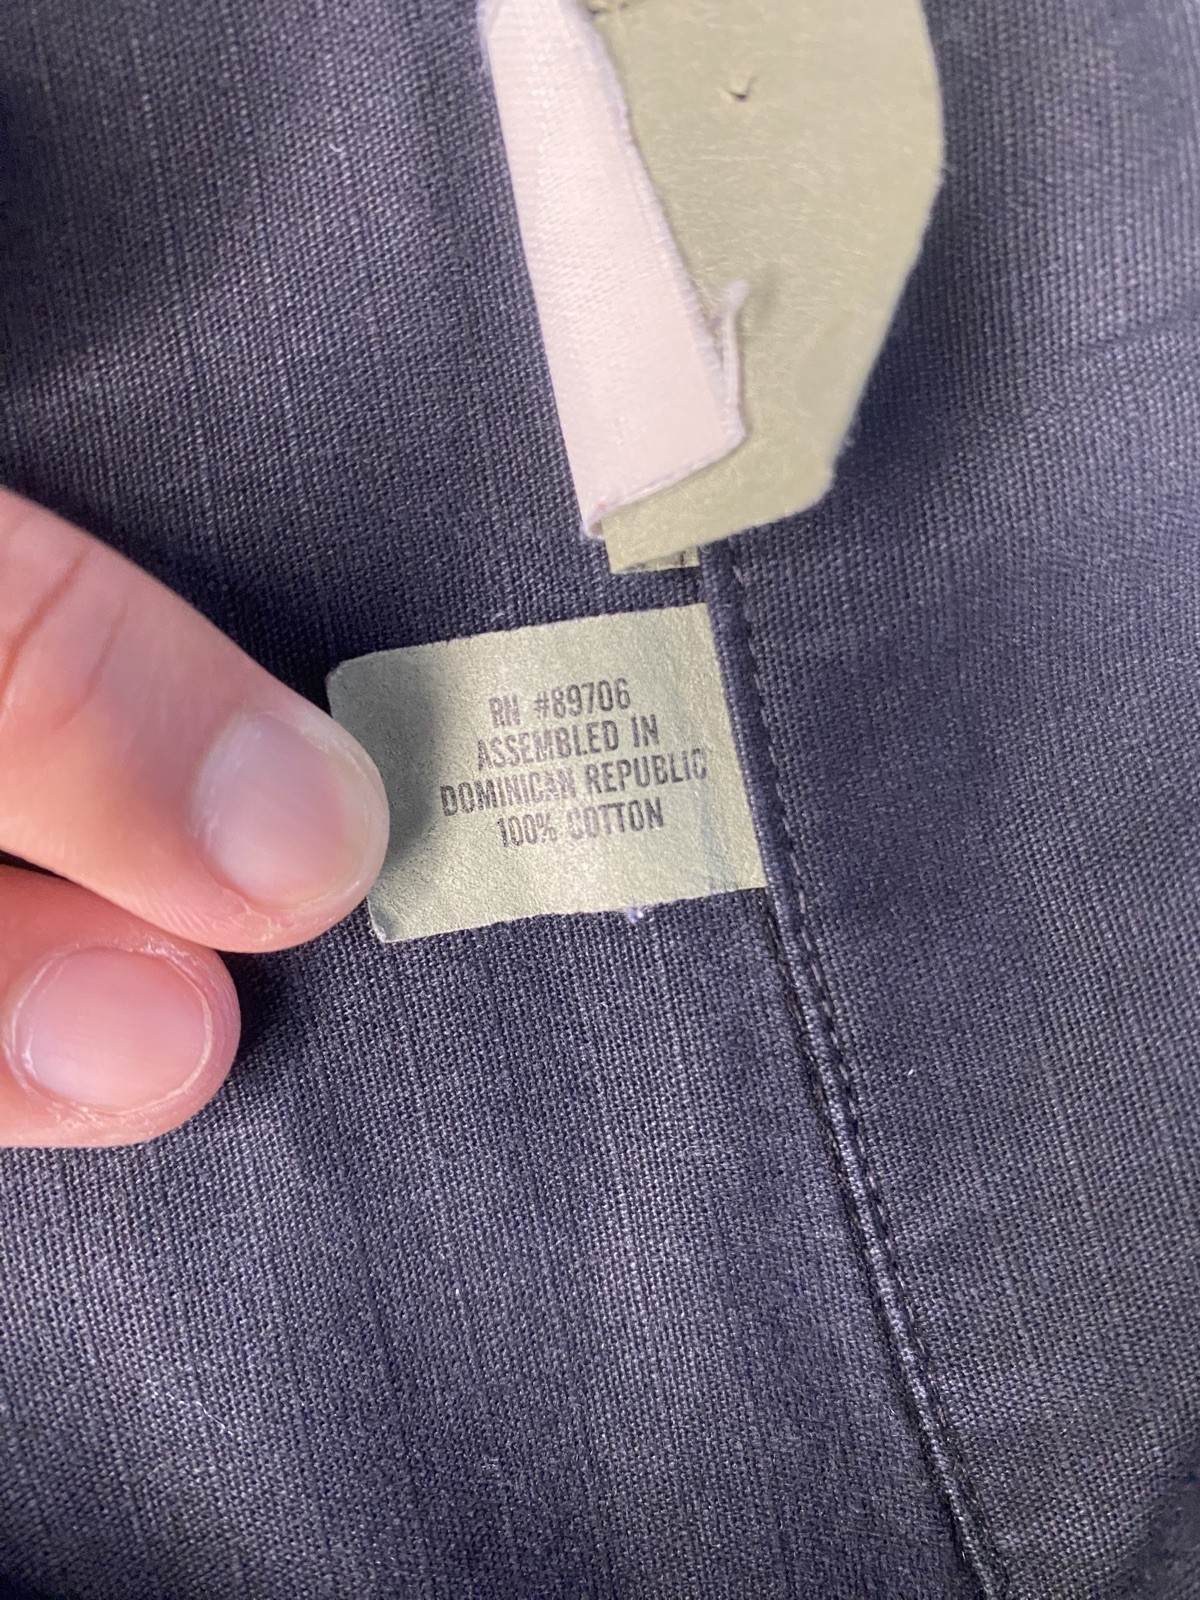 RN #89706
ASSEMBLED IN
DOMINICAN REPUBLIC
100% COTTON